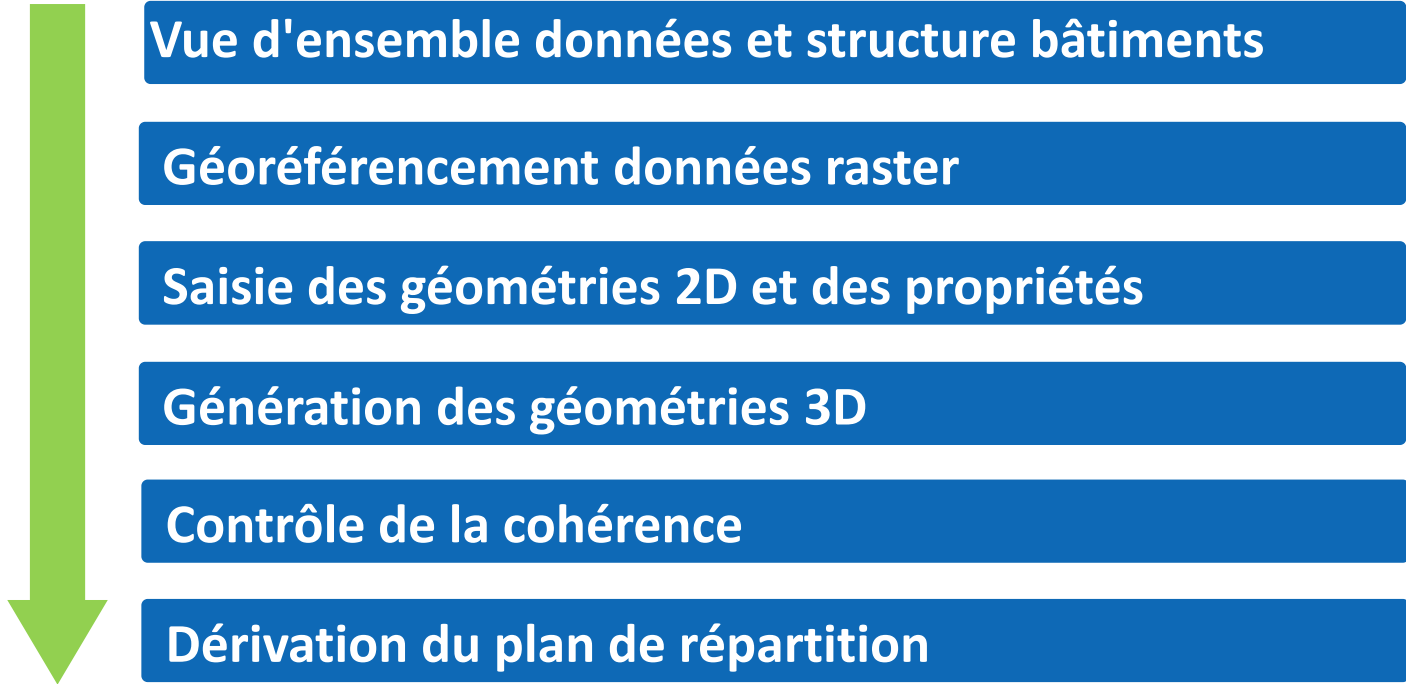 Vue d'ensemble données et structure bâtiments
Géoréférencement données raster
Saisie des géométries 2D et des propriétés
Génération des géométries 3D
Contrôle de la cohérence
Dérivation du plan de répartition